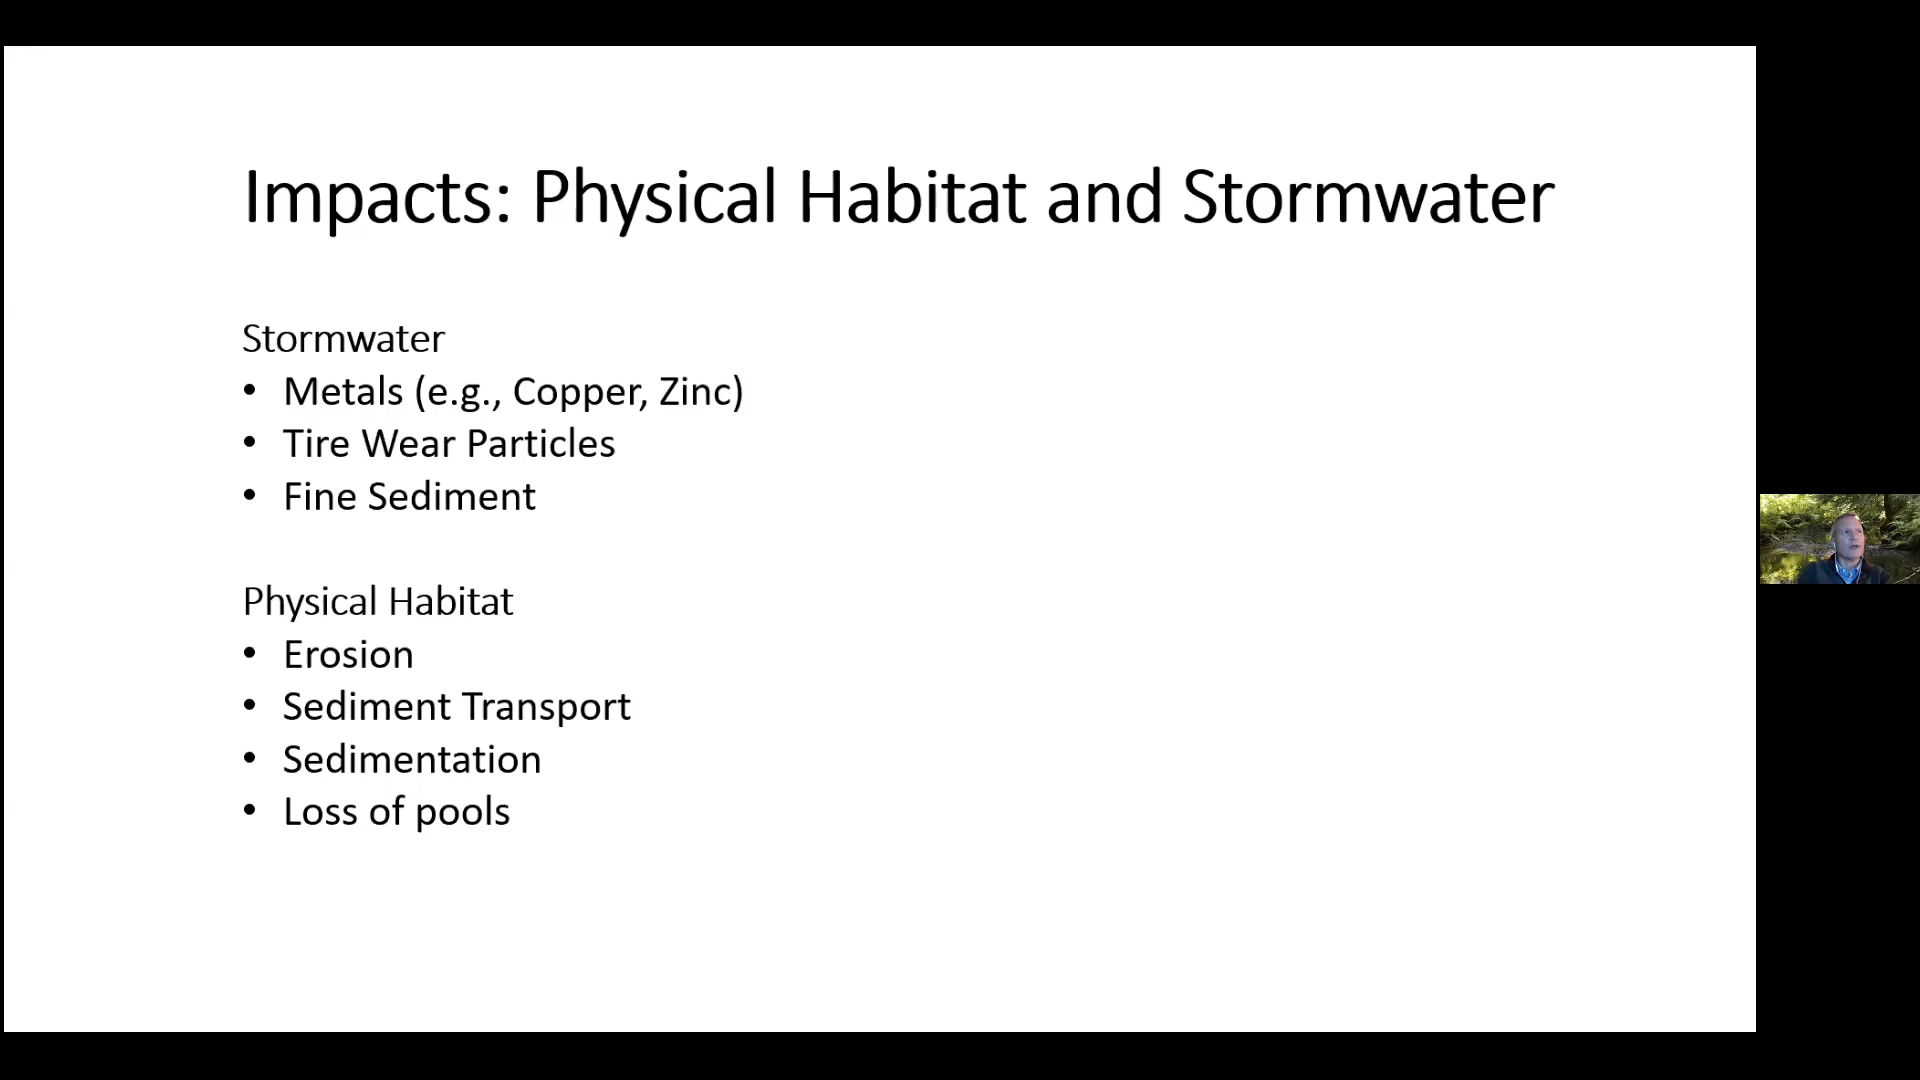 Impacts: Physical Habitat and Stormwater
Stormwater
• Metals (e.g., Copper, Zinc)
• Tire Wear Particles
• Fine Sediment
Physical Habitat
• Erosion
• Sediment Transport
• Sedimentation
• Loss of pools